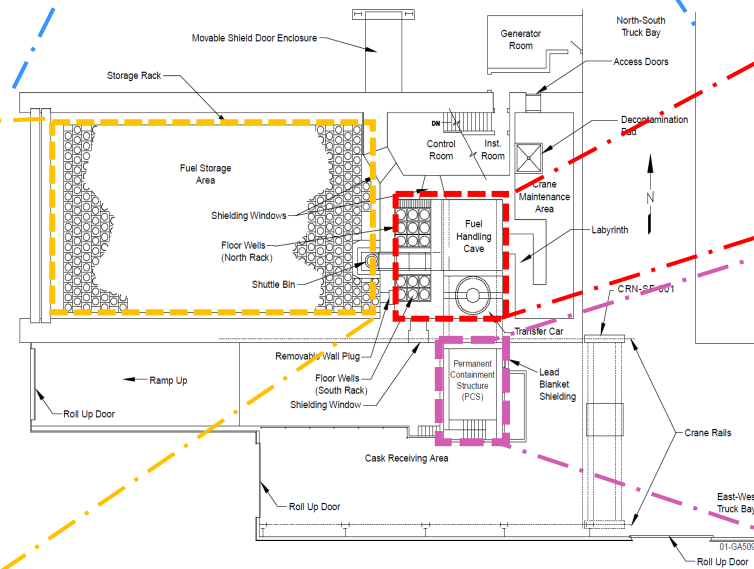 Movable Shield Door Enclosure
Generator
Room
North-South
Truck Bay
Access Doors
Storage Rack
DN
Decontamination
Pad
Control
Room
Inst.
Room
Fuel Storage
Area
Crane
Maintenance
Area
N
Shielding Windows
Labyrinth
Fuel
Handling
Cave
Floor Wells
(North Rack)
Shuttle Bin
CRN-SF-001
Transfer Car
Removable Wall Plug
Ramp Up
Floor Wells
(South Rack)
Shielding Window
Permanent
Containment
Structure
(PCS)
Lead
Blanket
Shielding
Roll Up Door
Crane Rails
Cask Receiving Area
Roll Up Door
East-Wes
Truck Bay
01-GA509
Roll Up Door